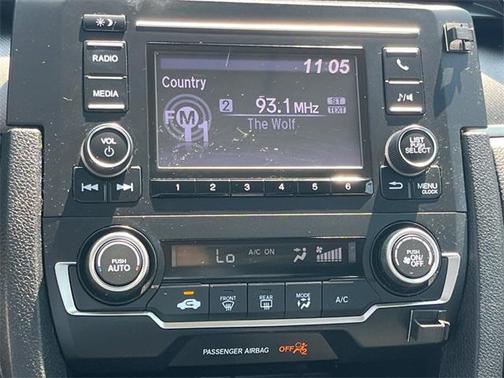 RADIO
MEDIA
VOL
11:05
Country
FM1
2 93.1 MHz ST
TEXT
The Wolf
LIST
PUSH
SELECT
MENU
CLOCK
1 2 3 4 5 6
PUSH
AUTO
Lo A/C ON
PUSH
ON/
OFF
FRONT REAR MODE A/C
PASSENGER AIRBAG OFF